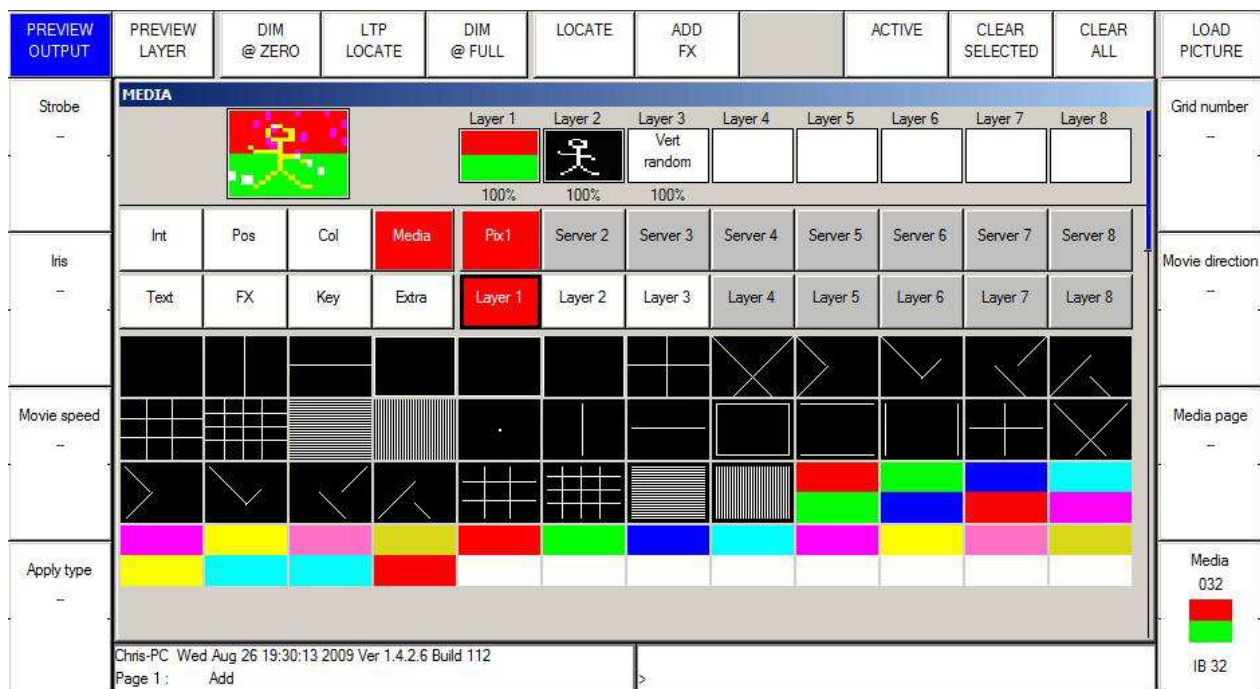 PREVIEW
OUTPUT
PREVIEW
LAYER
DIM
@ ZERO
LTP
LOCATE
DIM
@ FULL
LOCATE
ADD
FX
ACTIVE
CLEAR
SELECTED
CLEAR
ALL
LOAD
PICTURE
Strobe
--
Iris
--
Movie speed
--
Apply type
--
MEDIA
Layer 1 Layer 2 Layer 3 Layer 4 Layer 5 Layer 6 Layer 7 Layer 8
Vert
random
100% 100% 100%
Int Pos Col Media Pix1 Server 2 Server 3 Server 4 Server 5 Server 6 Server 7 Server 8
Text FX Key Extra Layer 1 Layer 2 Layer 3 Layer 4 Layer 5 Layer 6 Layer 7 Layer 8
Grid number
--
Movie direction
--
Media page
--
Media
032
IB 32
Chris-PC Wed Aug 26 19:30:13 2009 Ver 1.4.2.6 Build 112
Page 1 : Add
>